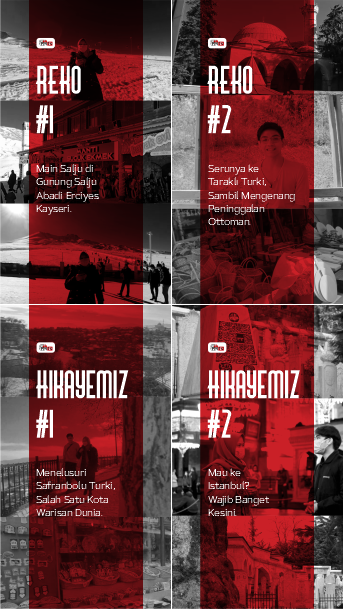 REKO
#1
Main Salju di
Gunung Salju
Abadi Erciyes
Kayseri.
REKO
#2
Serunya ke
Taraklı Turki,
Sambil Mengenang
Peninggalan
Ottoman.
HIKAYEMIZ
#1
Menelusuri
Safranbolu Turki,
Salah Satu Kota
Warisan Dunia.
HIKAYEMIZ
#2
Mau ke
Istanbul?
Wajib Banget
Kesini.